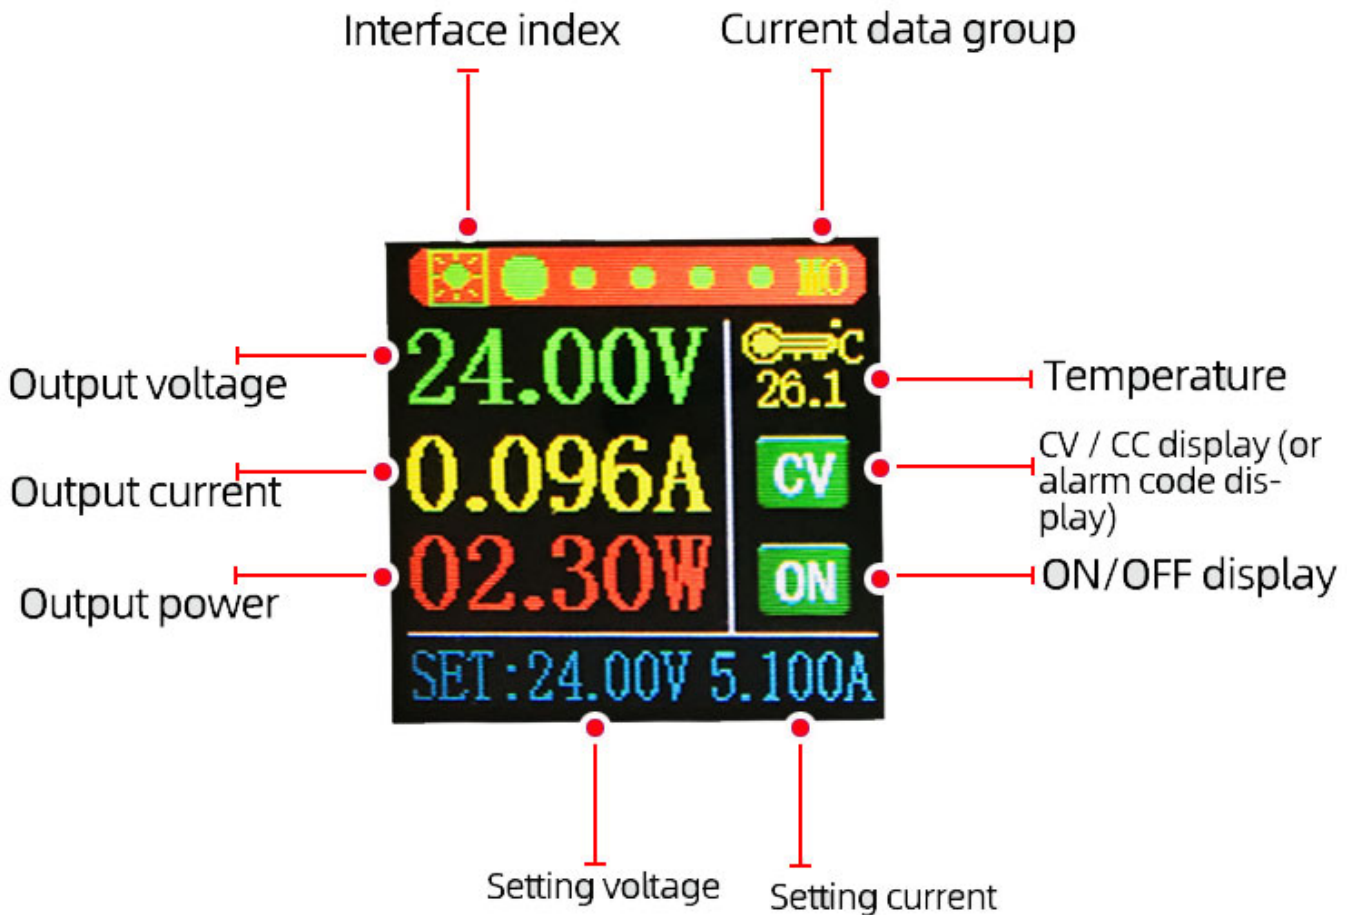 Interface index
Current data group
M0
24.00V
°C
26.1
Output voltage
Temperature
0.096A
CV
CV / CC display (or
alarm code dis-
play)
Output current
02.30W
ON
ON/OFF display
Output power
SET:24.00V 5.100A
Setting voltage
Setting current